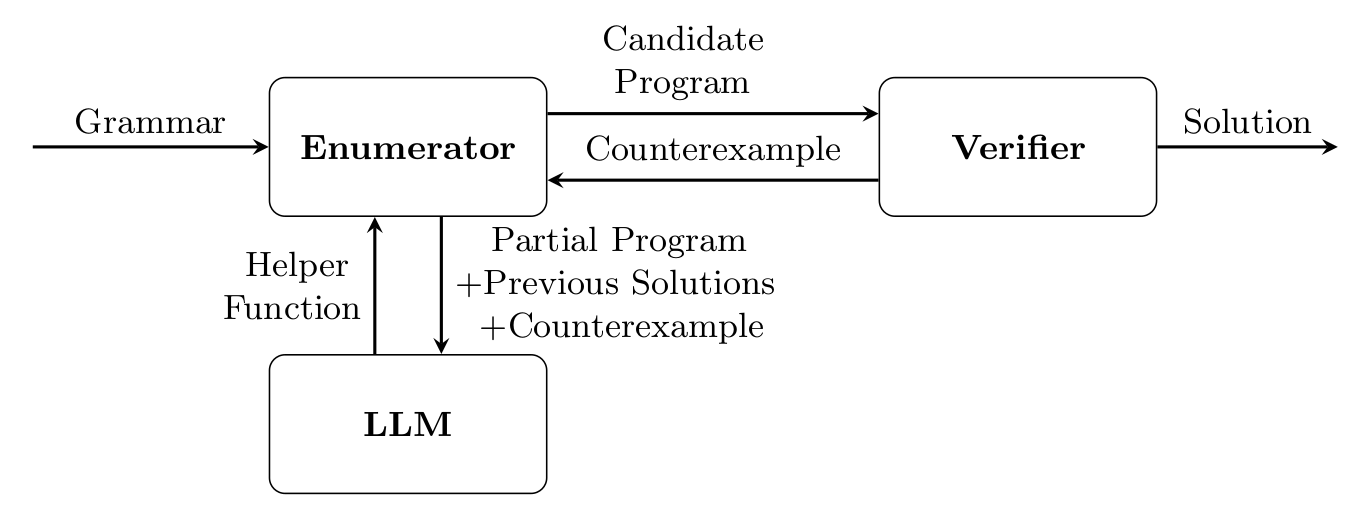 Candidate
Program
Grammar
Enumerator
Counterexample
Verifier
Solution
Helper
Function
Partial Program
+Previous Solutions
+Counterexample
LLM